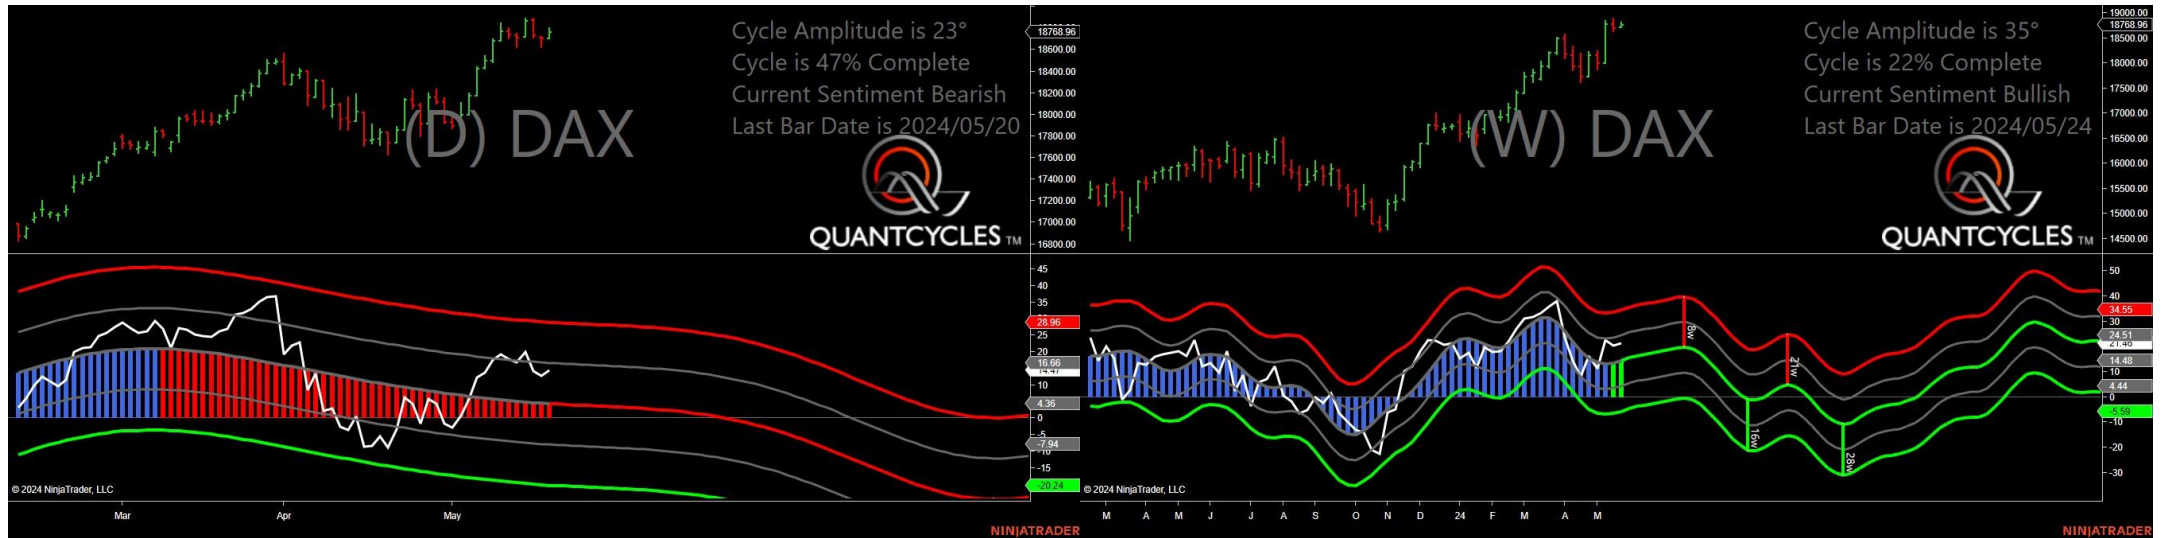 Cycle Amplitude is 23°
Cycle is 47% Complete
Current Sentiment Bearish
Last Bar Date is 2024/05/20
(D) DAX
QUANTCYCLES TM
18768.96
18600.00
18400.00
18200.00
18000.00
17800.00
17600.00
17400.00
17200.00
17000.00
16800.00
45
40
35
28.96
25
20
16.66
14.47
10
4.36
0
-5
-7.94
-10
-15
-20.24
© 2024 NinjaTrader, LLC
Mar Apr May
NINJATRADER
Cycle Amplitude is 35°
Cycle is 22% Complete
Current Sentiment Bullish
Last Bar Date is 2024/05/24
(W) DAX
QUANTCYCLES TM
19000.00
18768.96
18500.00
18000.00
17500.00
17000.00
16500.00
16000.00
15500.00
15000.00
14500.00
50
40
34.55
30
24.51
21.46
14.48
4.44
0
-5.59
-10
-20
-30
8w
21w
16w
28w
© 2024 NinjaTrader, LLC
M A M J J A S O N D 24 F M A M
NINJATRADER